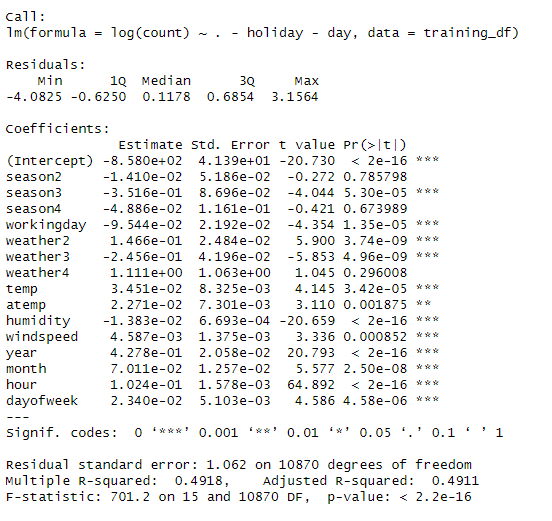 Call:
lm(formula = log(count) ~ . - holiday - day, data = training_df)
Residuals:
Min 1Q Median 3Q Max
-4.0825 -0.6250 0.1178 0.6854 3.1564
Coefficients:
Estimate Std. Error t value Pr(>|t|)
(Intercept) -8.580e+02 4.139e+01 -20.730 < 2e-16 ***
season2 -1.410e-02 5.186e-02 -0.272 0.785798
season3 -3.516e-01 8.696e-02 -4.044 5.30e-05 ***
season4 -4.886e-02 1.161e-01 -0.421 0.673989
workingday -9.544e-02 2.192e-02 -4.354 1.35e-05 ***
weather2 1.466e-01 2.484e-02 5.900 3.74e-09 ***
weather3 -2.456e-01 4.196e-02 -5.853 4.96e-09 ***
weather4 1.111e+00 1.063e+00 1.045 0.296008
temp 3.451e-02 8.325e-03 4.145 3.42e-05 ***
atemp 2.271e-02 7.301e-03 3.110 0.001875 **
humidity -1.383e-02 6.693e-04 -20.659 < 2e-16 ***
windspeed 4.587e-03 1.375e-03 3.336 0.000852 ***
year 4.278e-01 2.058e-02 20.793 < 2e-16 ***
month 7.011e-02 1.257e-02 5.577 2.50e-08 ***
hour 1.024e-01 1.578e-03 64.892 < 2e-16 ***
dayofweek 2.340e-02 5.103e-03 4.586 4.58e-06 ***
---
Signif. codes: 0 ‘***’ 0.001 ‘**’ 0.01 ‘*’ 0.05 ‘.’ 0.1 ‘ ’ 1
Residual standard error: 1.062 on 10870 degrees of freedom
Multiple R-squared: 0.4918, Adjusted R-squared: 0.4911
F-statistic: 701.2 on 15 and 10870 DF, p-value: < 2.2e-16